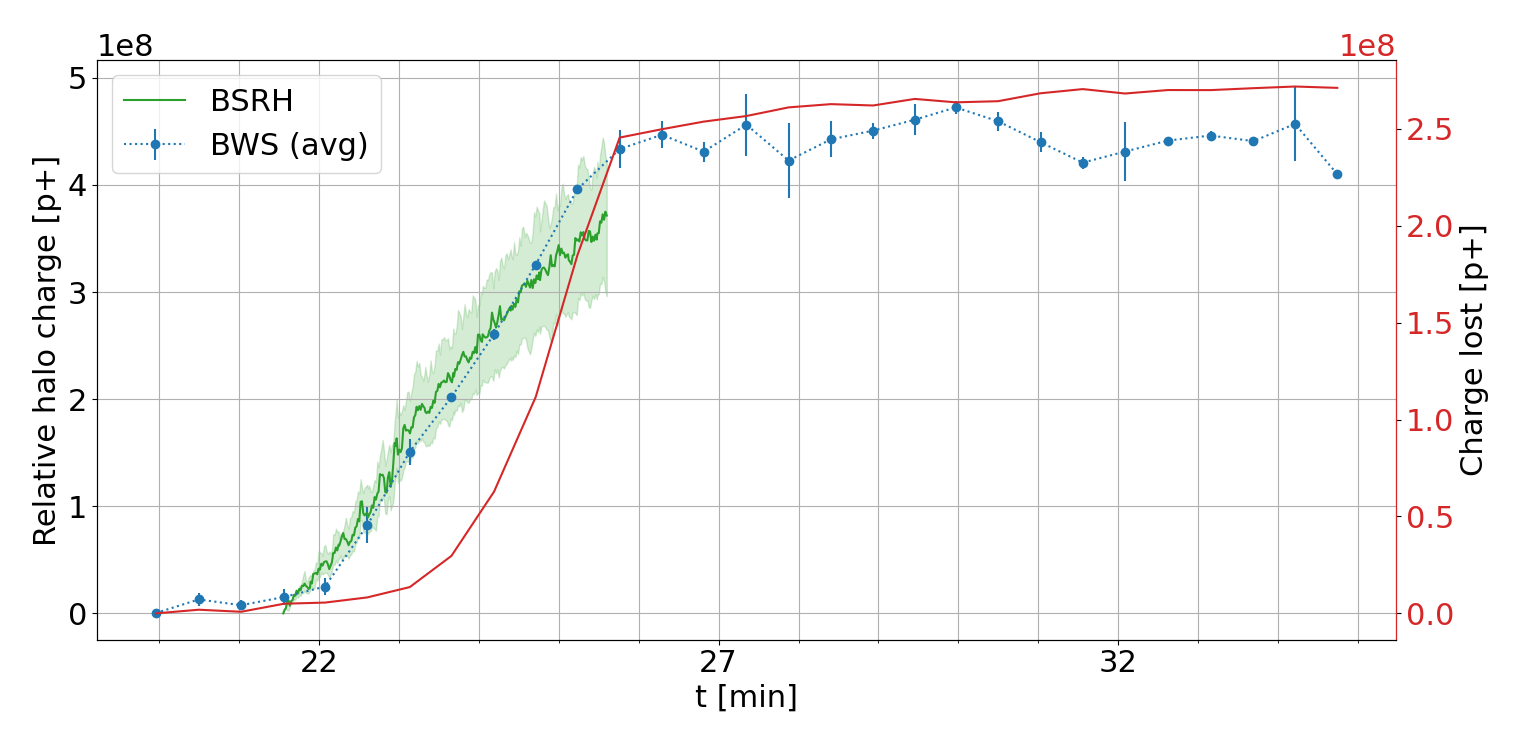 1e8
1e8
BSRH
BWS (avg)
Relative halo charge [p+]
5
4
3
2
1
0
Charge lost [p+]
2.5
2.0
1.5
1.0
0.5
0.0
22
27
32
t [min]